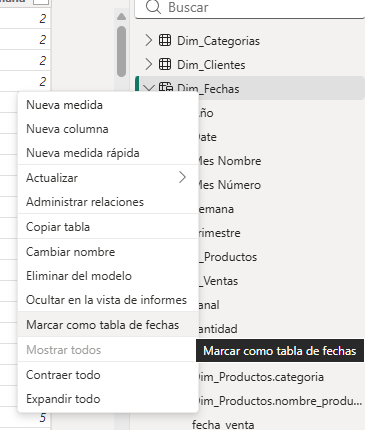 Buscar
2
2
2
2
Dim_Categorias
Dim_Clientes
Dim_Fechas
Año
Date
Mes Nombre
Mes Número
emana
rimestre
_Productos
_Ventas
anal
antidad
Nueva medida
Nueva columna
Nueva medida rápida
Actualizar
Administrar relaciones
Copiar tabla
Cambiar nombre
Eliminar del modelo
Ocultar en la vista de informes
Marcar como tabla de fechas
Mostrar todos
Marcar como tabla de fechas
Contraer todo
Expandir todo
Dim_Productos.categoria
Dim_Productos.nombre_produ...
5
fecha_venta